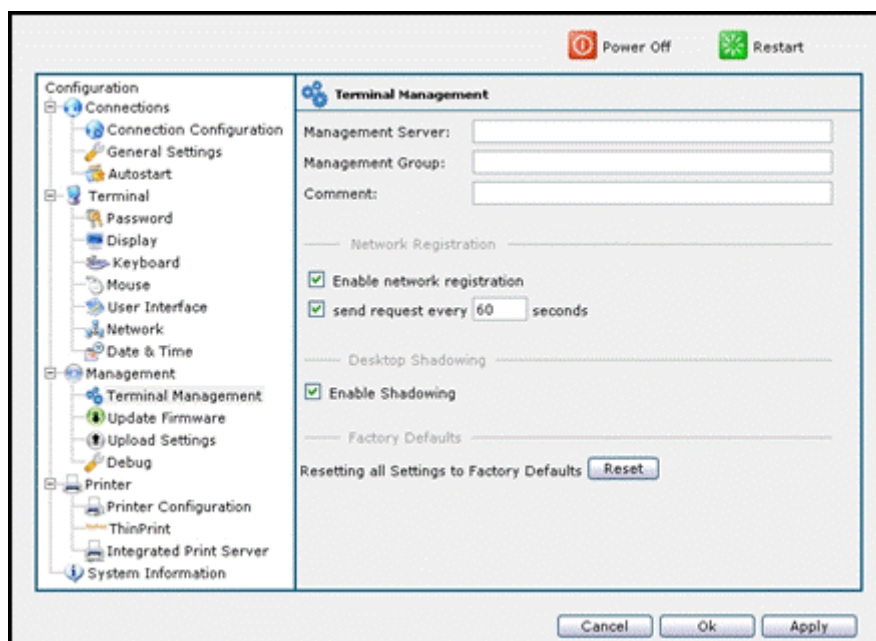 Power Off
Restart
Configuration
Connections
Connection Configuration
General Settings
Autostart
Terminal
Password
Display
Keyboard
Mouse
User Interface
Network
Date & Time
Management
Terminal Management
Update Firmware
Upload Settings
Debug
Printer
Printer Configuration
ThinPrint
Integrated Print Server
System Information
Terminal Management
Management Server:
Management Group:
Comment:
Network Registration
Enable network registration
send request every 60 seconds
Desktop Shadowing
Enable Shadowing
Factory Defaults
Resetting all Settings to Factory Defaults Reset
Cancel
Ok
Apply